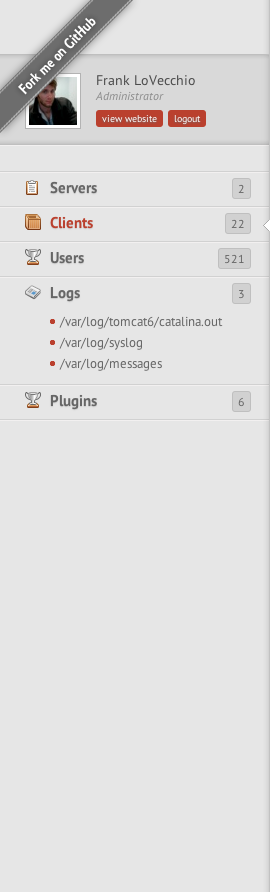 Fork me on GitHub
Frank LoVecchio
Administrator
view website logout
Servers 2
Clients 22
Users 521
Logs 3
/var/log/tomcat6/catalina.out
/var/log/syslog
/var/log/messages
Plugins 6